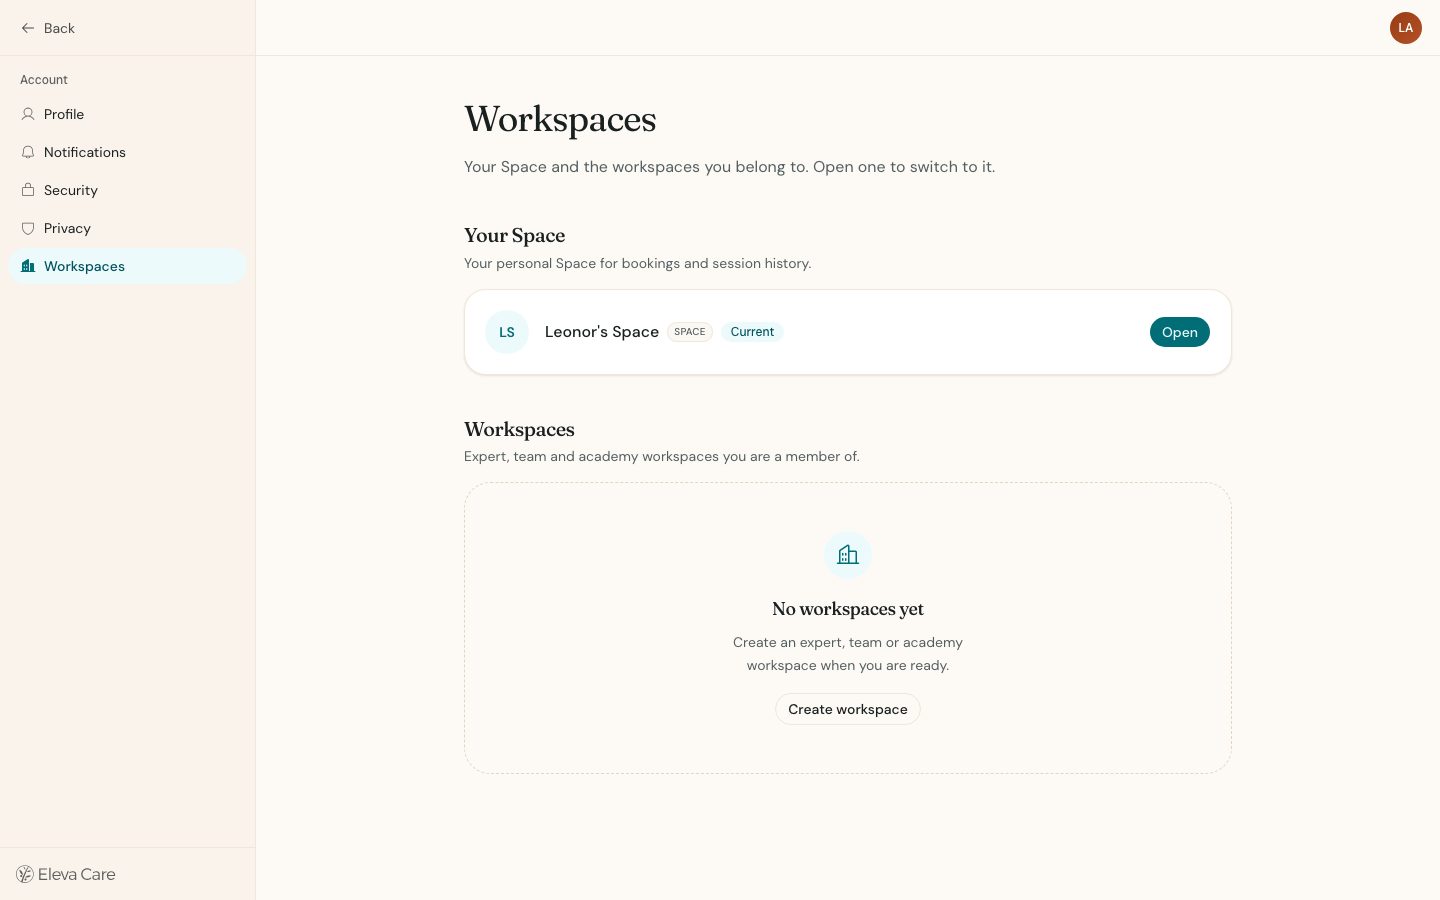 Back
LA
Account
Profile
Notifications
Security
Privacy
Workspaces
Workspaces
Your Space and the workspaces you belong to. Open one to switch to it.
Your Space
Your personal Space for bookings and session history.
LS Leonor's Space SPACE Current Open
Workspaces
Expert, team and academy workspaces you are a member of.
No workspaces yet
Create an expert, team or academy
workspace when you are ready.
Create workspace
Eleva Care